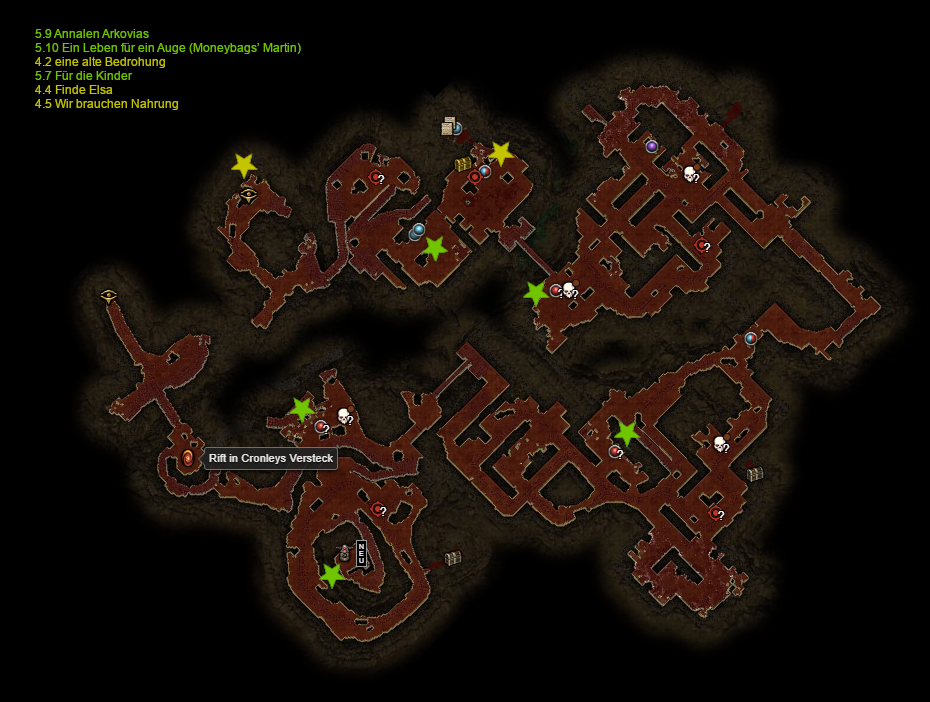 5.9 Annalen Arkovias
5.10 Ein Leben für ein Auge (Moneybags' Martin)
4.2 eine alte Bedrohung
5.7 Für die Kinder
4.4 Finde Elsa
4.5 Wir brauchen Nahrung
?
?
?
?
?
?
?
Rift in Cronleys Versteck
?
?
?
?
NEU